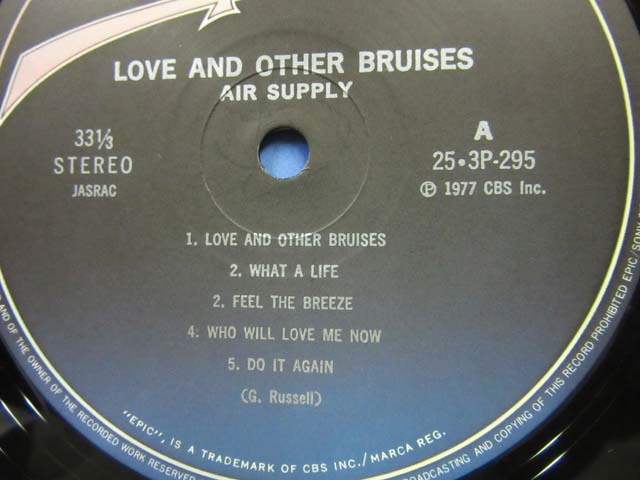 LOVE AND OTHER BRUISES
AIR SUPPLY
33⅓
STEREO
JASRAC
A
25•3P-295
Ⓟ 1977 CBS Inc.
1. LOVE AND OTHER BRUISES
2. WHAT A LIFE
2. FEEL THE BREEZE
4. WHO WILL LOVE ME NOW
5. DO IT AGAIN
(G. Russell)
AND OF THE OWNER OF THE RECORDED WORK RESERVED
"EPIC", IS A TRADEMARK OF CBS INC./ MARCA REG.
BROADCASTING AND COPYING OF THIS RECORD PROHIBITED EPIC/SONY